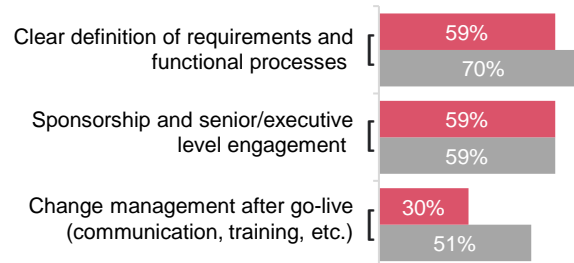 Clear definition of requirements and
functional processes
59%
70%
Sponsorship and senior/executive
level engagement
59%
59%
Change management after go-live
(communication, training, etc.)
30%
51%